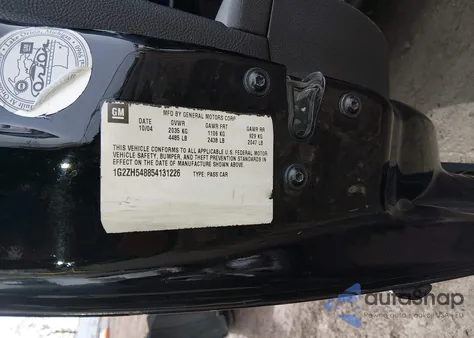 GM
MFD BY GENERAL MOTORS CORP
DATE GVWR GAWR FRT GAWR RR
10/04 2035 KG 1106 KG 929 KG
4485 LB 2438 LB 2047 LB
THIS VEHICLE CONFORMS TO ALL APPLICABLE U.S. FEDERAL MOTOR
VEHICLE SAFETY, BUMPER, AND THEFT PREVENTION STANDARDS IN
EFFECT ON THE DATE OF MANUFACTURE SHOWN ABOVE.
1G2ZH548854131226 TYPE: PASS CAR
autosnap